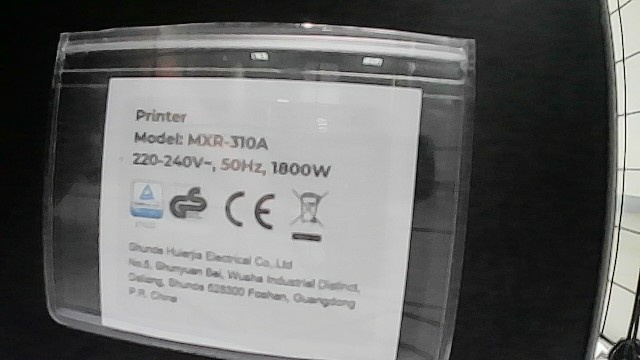 Printer
Model: MXR-310A
220-240V~, 50Hz, 1800W
CE
Shunde Huierjia Electrical Co,.Ltd
No.5, Shunyuan Bei, Wusha Industrial District,
Daliang, Shunde 528300 Foshan, Guangdong
P.R. China